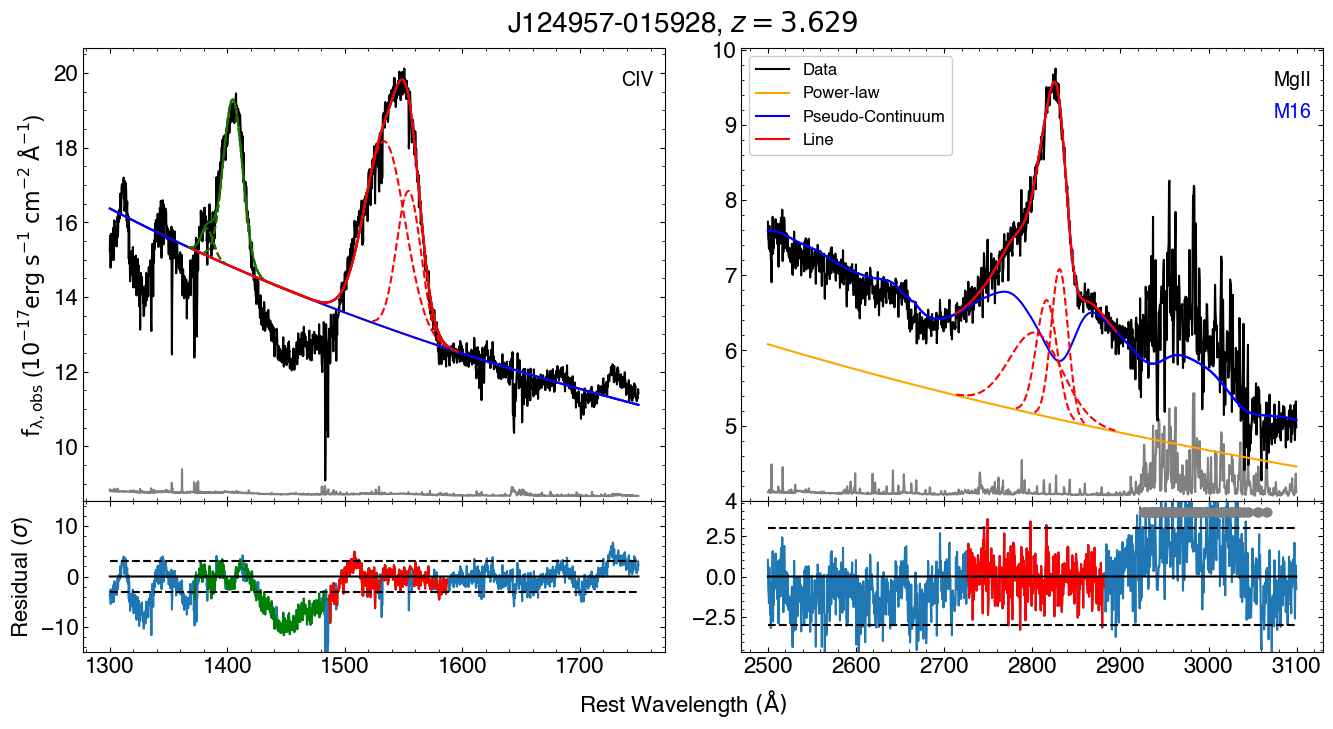 J124957-015928, z = 3.629
CIV
20
18
16
14
12
10
f_λ,obs (10^−17 erg s^−1 cm^−2 Å^−1)
Data
Power-law
Pseudo-Continuum
Line
MgII
M16
10
9
8
7
6
5
4
Residual (σ)
10
0
−10
2.5
0.0
−2.5
1300 1400 1500 1600 1700
2500 2600 2700 2800 2900 3000 3100
Rest Wavelength (Å)